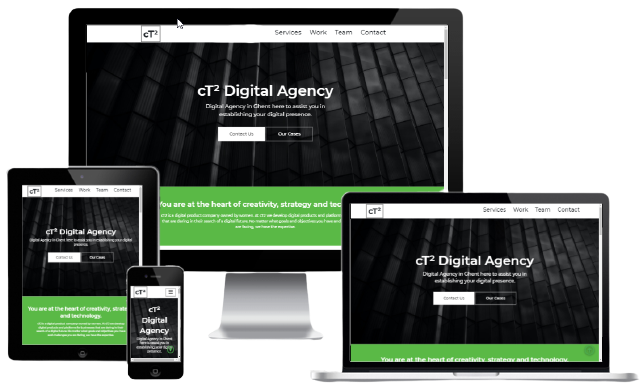 cT²
Services Work Team Contact
cT² Digital Agency
Digital Agency in Ghent here to assist you in
establishing your digital presence.
Contact Us
Our Cases
You are at the heart of creativity, strategy and tec
cT²
Services Work Team Contact
cT² Digital Agency
Digital Agency in Ghent here to assist you in establishing your digital
presence.
Contact Us
Our Cases
You are at the heart of creativity, strate
and technology.
cT²
cT²
Digital
Agency
Digital Agency in Ghent
here to assist you in
establishing your digital
presence.
cT²
Services Work Team Contact
cT² Digital Agency
Digital Agency in Ghent here to assist you in
establishing your digital presence.
Contact Us
Our Cases
You are at the heart of creativity, strategy and technology.